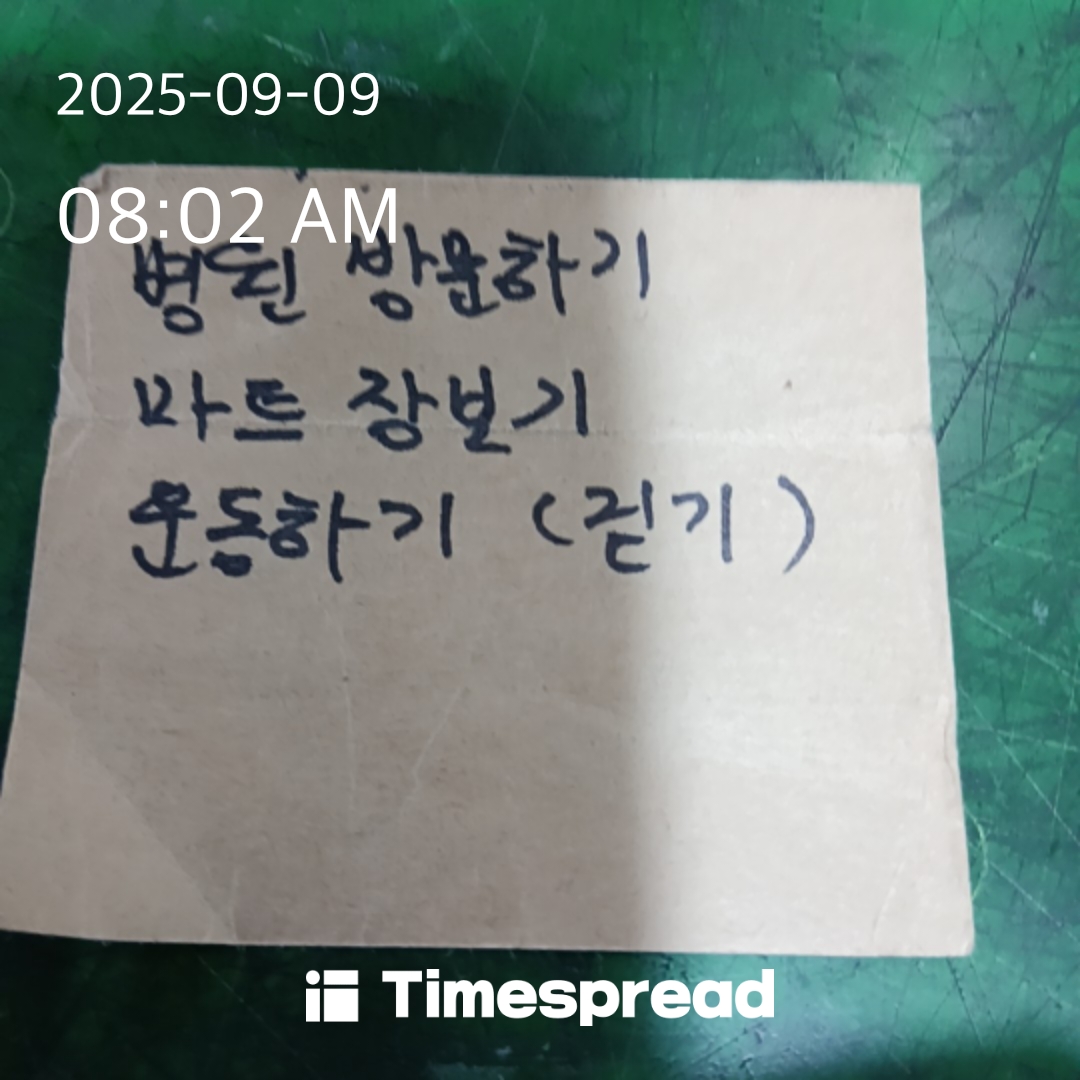 2025-09-09
08:02 AM
병원 방문하기
마트 장보기
운동하기 (걷기)
Timespread